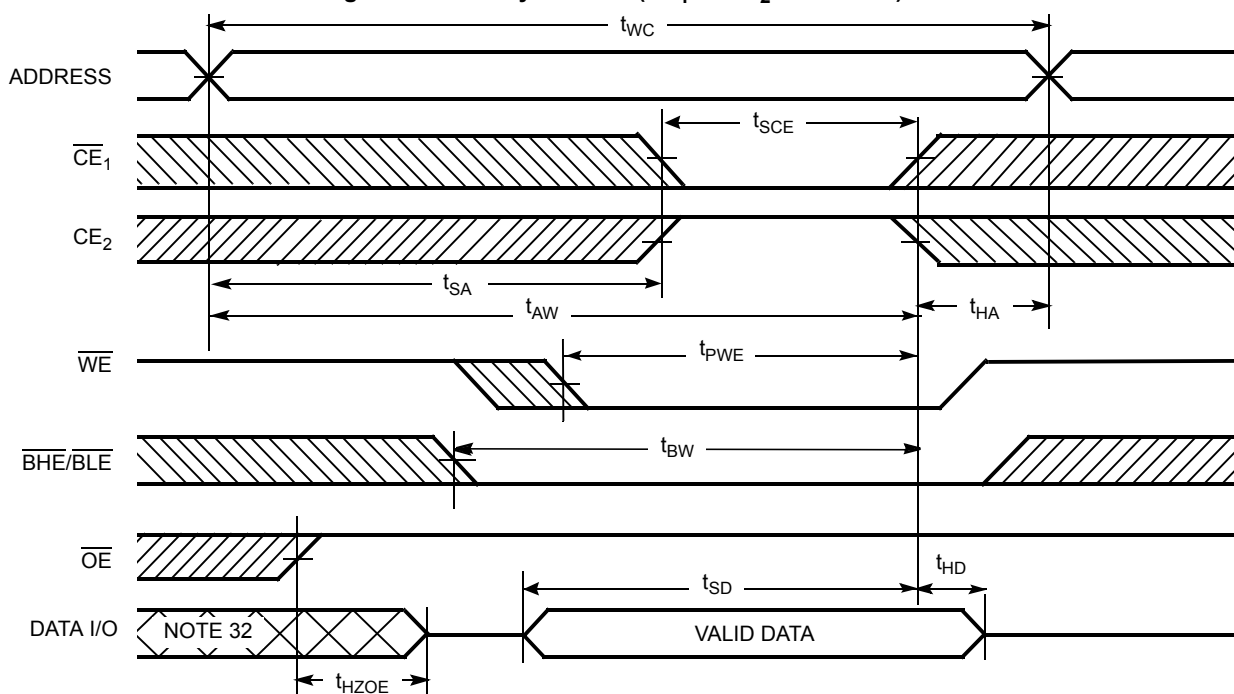 tWC
ADDRESS
tSCE
CE1
CE2
tSA
tAW
tHA
WE
tPWE
BHE/BLE
tBW
OE
tSD
tHD
DATA I/O
NOTE 32
VALID DATA
tHZOE